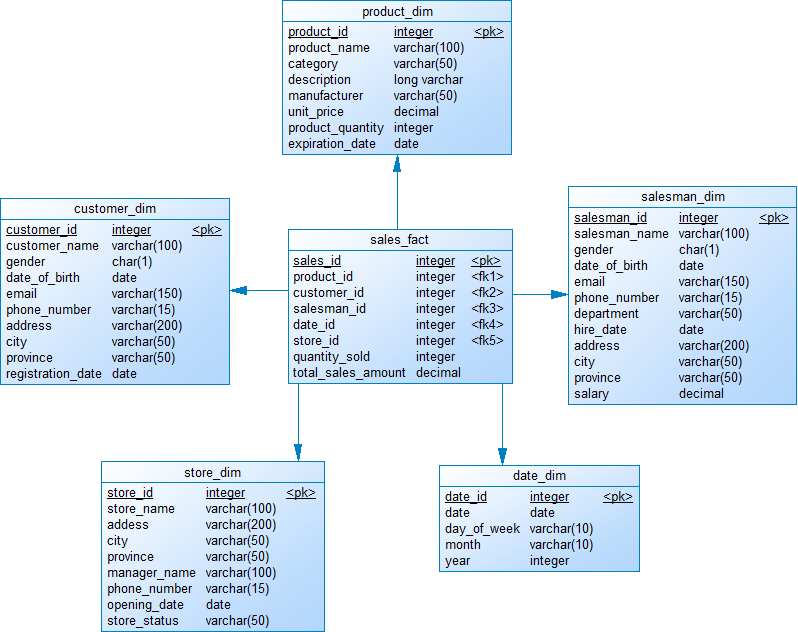 product_dim
product_id integer <pk>
product_name varchar(100)
category varchar(50)
description long varchar
manufacturer varchar(50)
unit_price decimal
product_quantity integer
expiration_date date
customer_dim
customer_id integer <pk>
customer_name varchar(100)
gender char(1)
date_of_birth date
email varchar(150)
phone_number varchar(15)
address varchar(200)
city varchar(50)
province varchar(50)
registration_date date
sales_fact
sales_id integer <pk>
product_id integer <fk1>
customer_id integer <fk2>
salesman_id integer <fk3>
date_id integer <fk4>
store_id integer <fk5>
quantity_sold integer
total_sales_amount decimal
salesman_dim
salesman_id integer <pk>
salesman_name varchar(100)
gender char(1)
date_of_birth date
email varchar(150)
phone_number varchar(15)
department varchar(50)
hire_date date
address varchar(200)
city varchar(50)
province varchar(50)
salary decimal
store_dim
store_id integer <pk>
store_name varchar(100)
addess varchar(200)
city varchar(50)
province varchar(50)
manager_name varchar(100)
phone_number varchar(15)
opening_date date
store_status varchar(50)
date_dim
date_id integer <pk>
date date
day_of_week varchar(10)
month varchar(10)
year integer